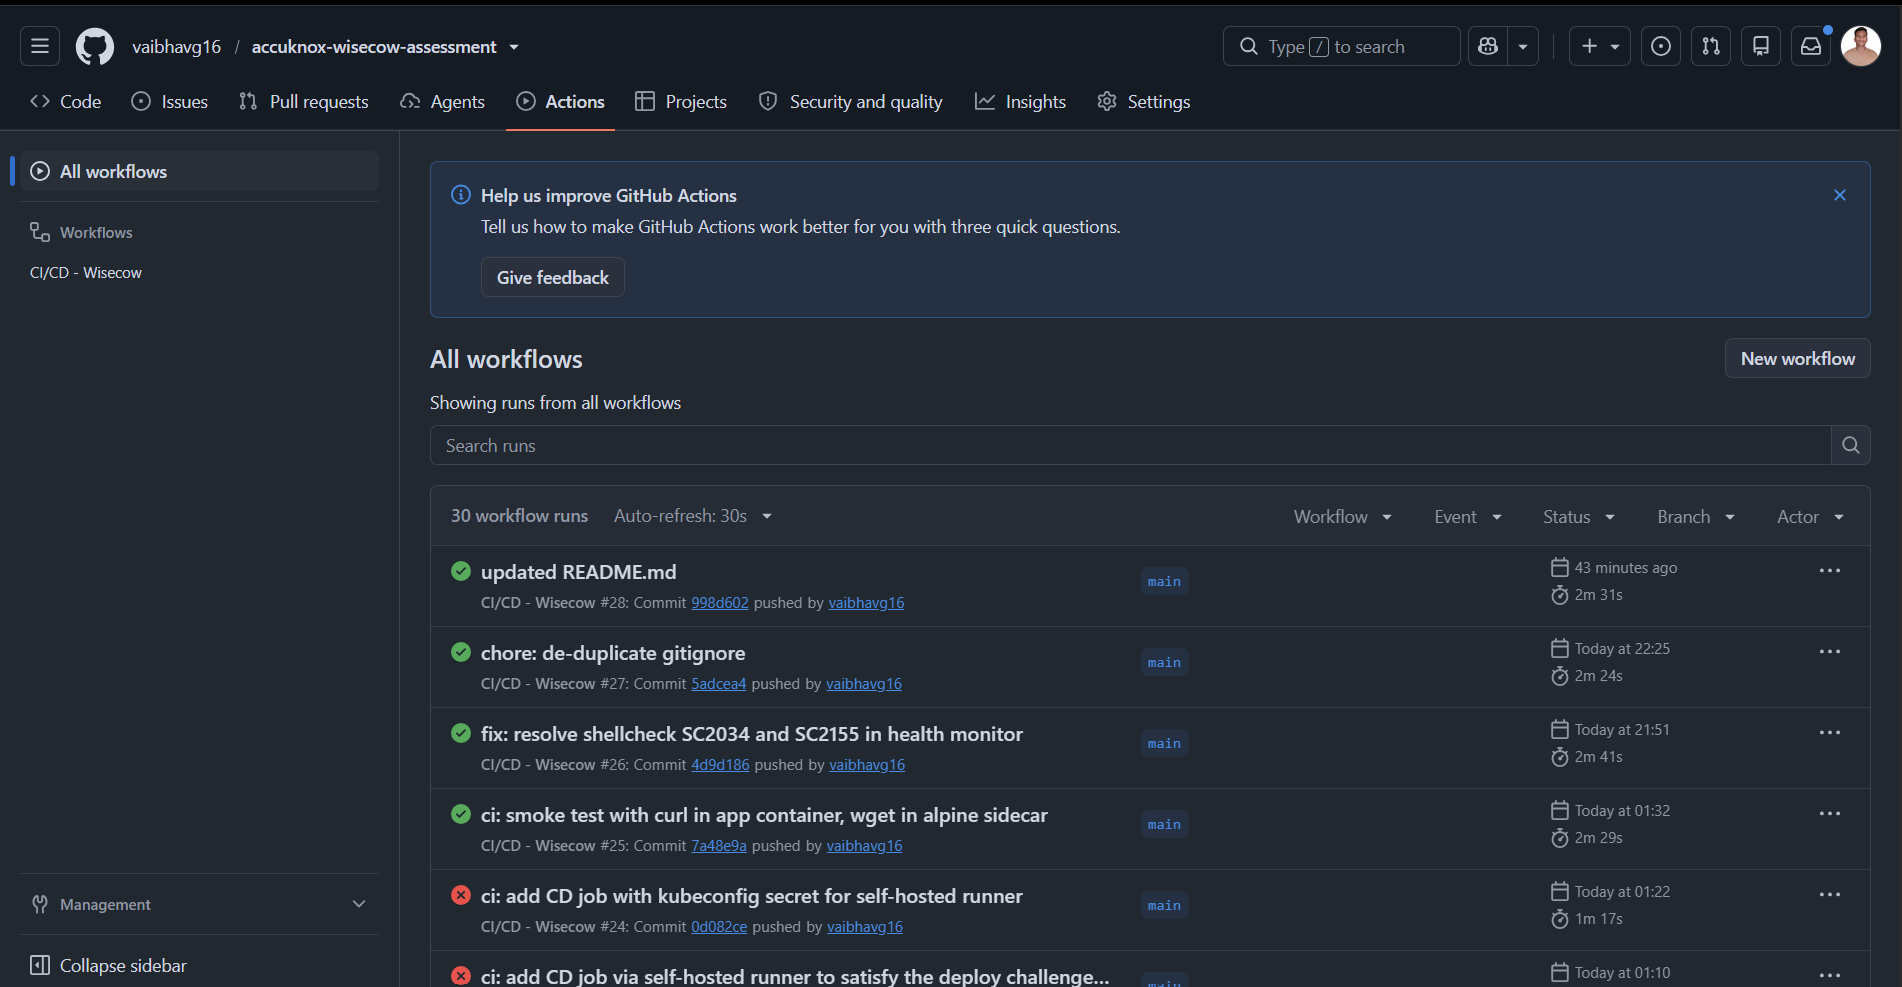 vaibhavg16 / accuknox-wisecow-assessment
Type / to search
Code Issues Pull requests Agents Actions Projects Security and quality Insights Settings
All workflows
Workflows
CI/CD - Wisecow
Management
Collapse sidebar
Help us improve GitHub Actions
Tell us how to make GitHub Actions work better for you with three quick questions.
Give feedback
All workflows
New workflow
Showing runs from all workflows
Search runs
30 workflow runs Auto-refresh: 30s Workflow Event Status Branch Actor
updated README.md
CI/CD - Wisecow #28: Commit 998d602 pushed by vaibhavg16
main
43 minutes ago
2m 31s
chore: de-duplicate gitignore
CI/CD - Wisecow #27: Commit 5adcea4 pushed by vaibhavg16
main
Today at 22:25
2m 24s
fix: resolve shellcheck SC2034 and SC2155 in health monitor
CI/CD - Wisecow #26: Commit 4d9d186 pushed by vaibhavg16
main
Today at 21:51
2m 41s
ci: smoke test with curl in app container, wget in alpine sidecar
CI/CD - Wisecow #25: Commit 7a48e9a pushed by vaibhavg16
main
Today at 01:32
2m 29s
ci: add CD job with kubeconfig secret for self-hosted runner
CI/CD - Wisecow #24: Commit 0d082ce pushed by vaibhavg16
main
Today at 01:22
1m 17s
ci: add CD job via self-hosted runner to satisfy the deploy challenge...
main
Today at 01:10